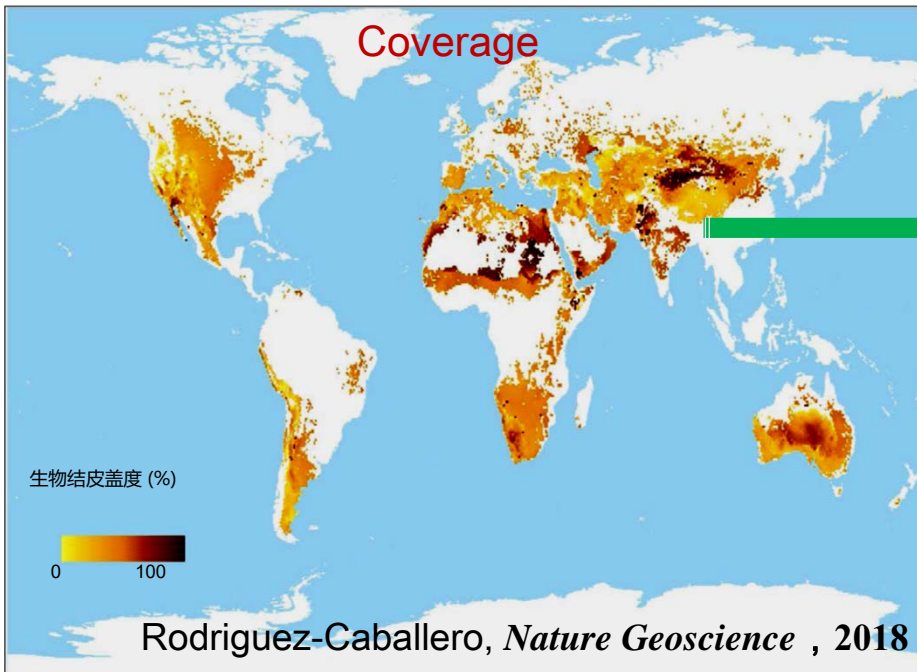 Coverage
生物结皮盖度 (%)
0 100
Rodriguez-Caballero, Nature Geoscience , 2018